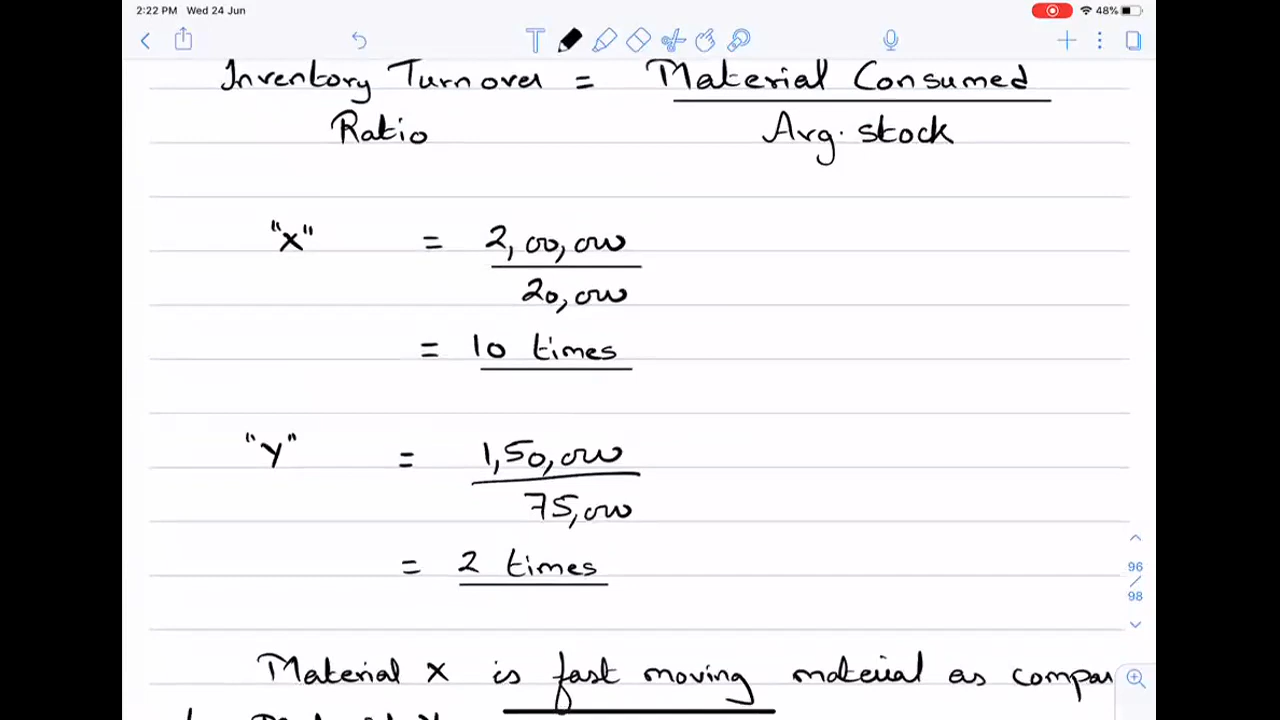 2:22 PM Wed 24 Jun
48%
Inventory Turnover = Material Consumed
Ratio Avg. stock
"X" = 2,00,000
20,000
= 10 times
"Y" = 1,50,000
75,000
= 2 times
96
/
98
Material X is fast moving material as compa